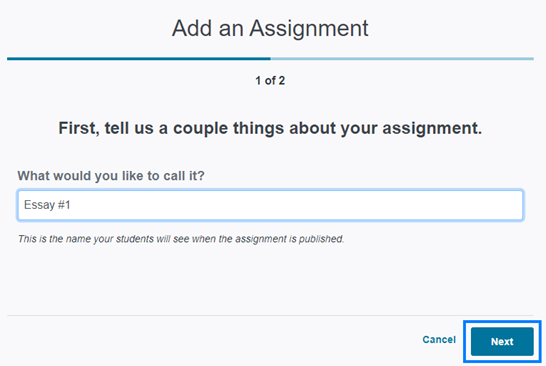 Add an Assignment
1 of 2
First, tell us a couple things about your assignment.
What would you like to call it?
Essay #1
This is the name your students will see when the assignment is published.
Cancel Next